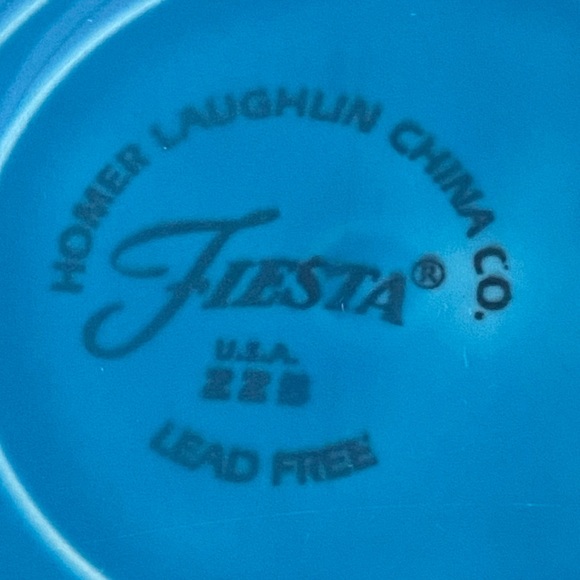 HOMER LAUGHLIN CHINA CO.
FIESTA®
U.S.A.
LEAD FREE